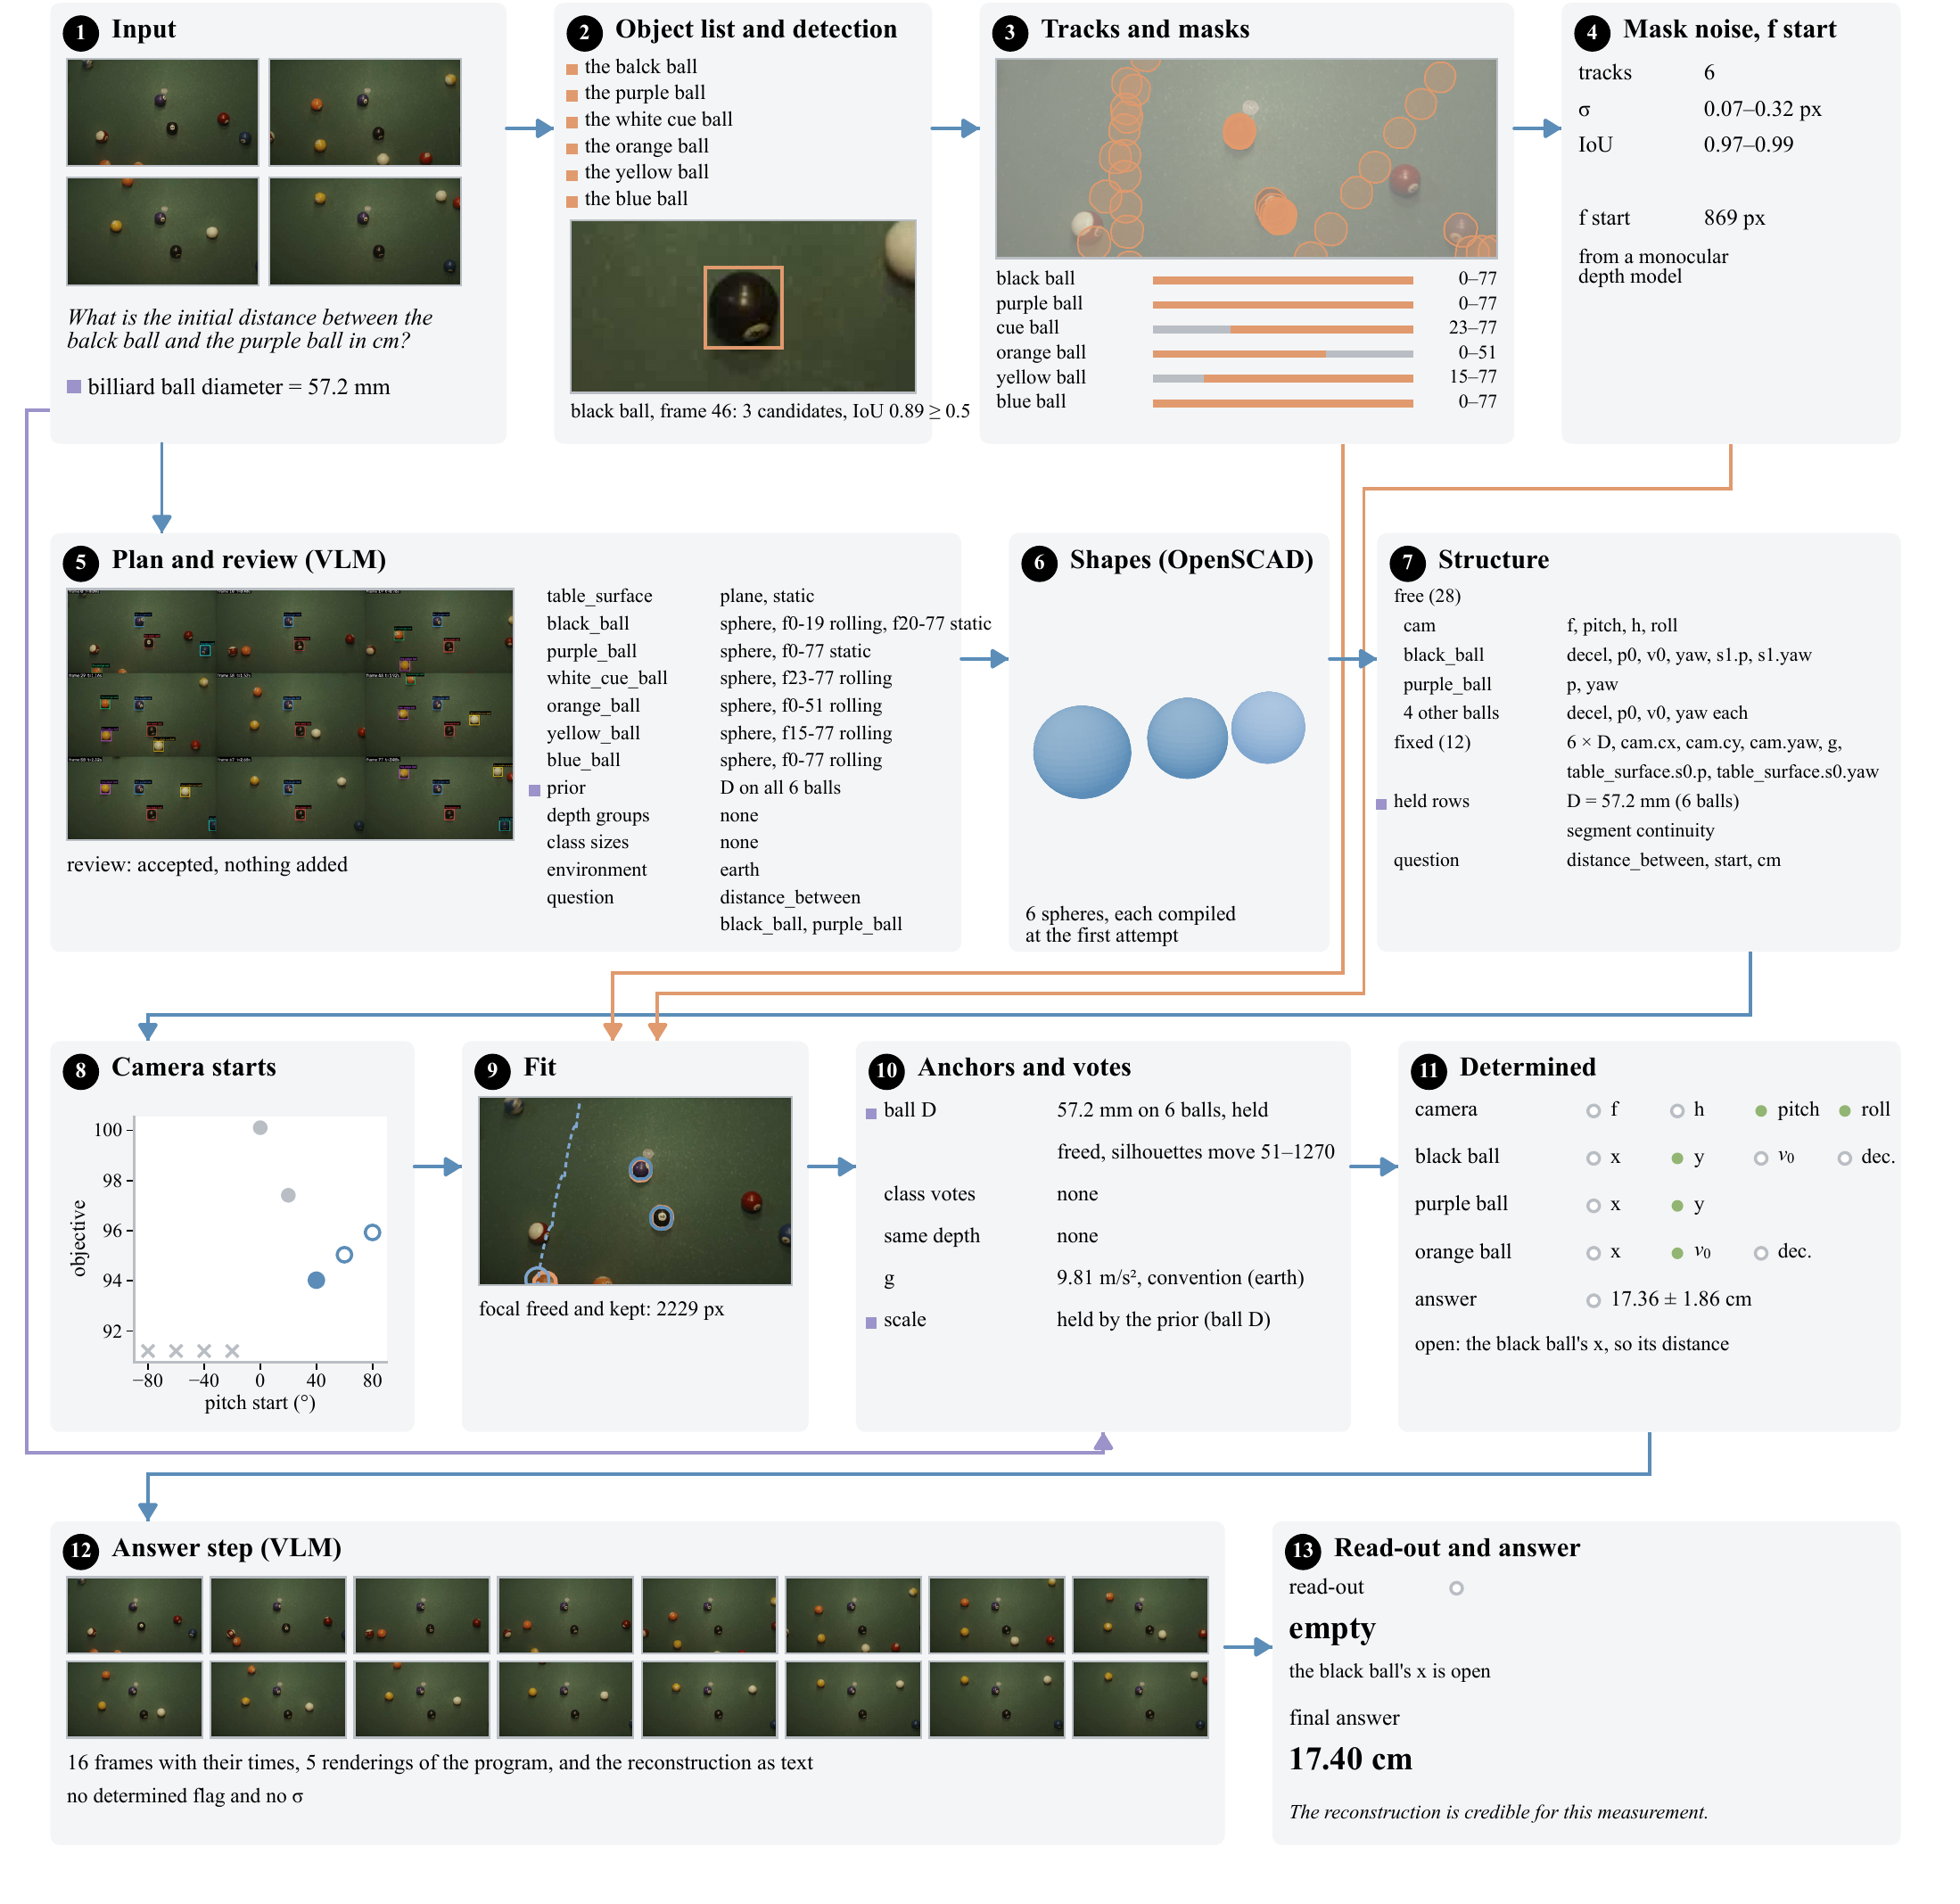 1 Input
What is the initial distance between the
balck ball and the purple ball in cm?
billiard ball diameter = 57.2 mm
2 Object list and detection
the balck ball
the purple ball
the white cue ball
the orange ball
the yellow ball
the blue ball
black ball, frame 46: 3 candidates, IoU 0.89 ≥ 0.5
3 Tracks and masks
black ball 0–77
purple ball 0–77
cue ball 23–77
orange ball 0–51
yellow ball 15–77
blue ball 0–77
4 Mask noise, f start
tracks 6
σ 0.07–0.32 px
IoU 0.97–0.99
f start 869 px
from a monocular
depth model
5 Plan and review (VLM)
review: accepted, nothing added
table_surface plane, static
black_ball sphere, f0-19 rolling, f20-77 static
purple_ball sphere, f0-77 static
white_cue_ball sphere, f23-77 rolling
orange_ball sphere, f0-51 rolling
yellow_ball sphere, f15-77 rolling
blue_ball sphere, f0-77 rolling
prior D on all 6 balls
depth groups none
class sizes none
environment earth
question distance_between
black_ball, purple_ball
6 Shapes (OpenSCAD)
6 spheres, each compiled
at the first attempt
7 Structure
free (28)
cam f, pitch, h, roll
black_ball decel, p0, v0, yaw, s1.p, s1.yaw
purple_ball p, yaw
4 other balls decel, p0, v0, yaw each
fixed (12) 6 × D, cam.cx, cam.cy, cam.yaw, g,
table_surface.s0.p, table_surface.s0.yaw
held rows D = 57.2 mm (6 balls)
segment continuity
question distance_between, start, cm
8 Camera starts
objective
100
98
96
94
92
−80 −40 0 40 80
pitch start (°)
9 Fit
focal freed and kept: 2229 px
10 Anchors and votes
ball D 57.2 mm on 6 balls, held
freed, silhouettes move 51–1270
class votes none
same depth none
g 9.81 m/s², convention (earth)
scale held by the prior (ball D)
11 Determined
camera f h pitch roll
black ball x y v0 dec.
purple ball x y
orange ball x v0 dec.
answer 17.36 ± 1.86 cm
open: the black ball's x, so its distance
12 Answer step (VLM)
16 frames with their times, 5 renderings of the program, and the reconstruction as text
no determined flag and no σ
13 Read-out and answer
read-out
empty
the black ball's x is open
final answer
17.40 cm
The reconstruction is credible for this measurement.